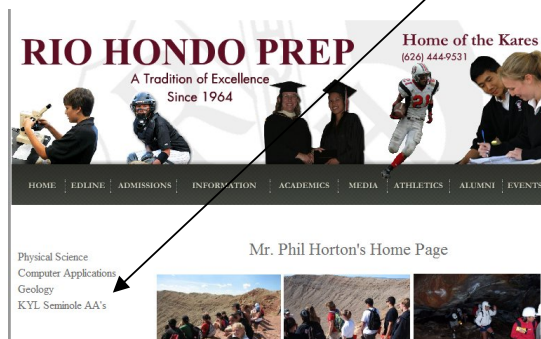 RIO HONDO PREP
Home of the Kares
(626) 444-9531
A Tradition of Excellence
Since 1964
HOME EDLINE ADMISSIONS INFORMATION ACADEMICS MEDIA ATHLETICS ALUMNI EVENTS
Mr. Phil Horton's Home Page
Physical Science
Computer Applications
Geology
KYL Seminole AA's